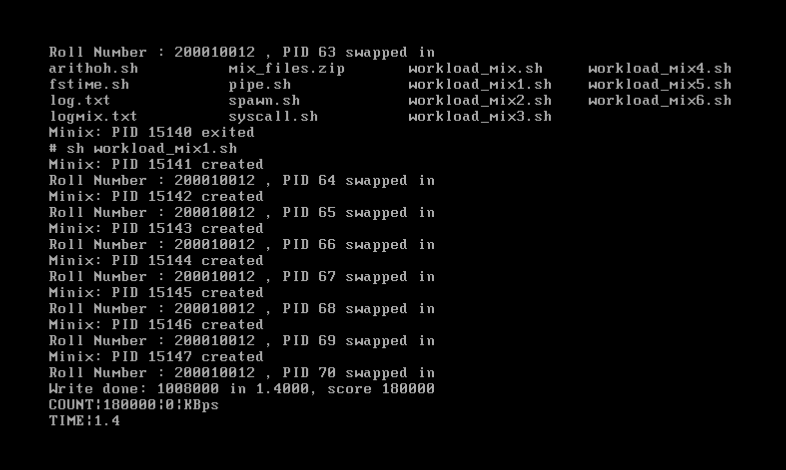 Roll Number : 200010012 , PID 63 swapped in
arithoh.sh mix_files.zip workload_mix.sh workload_mix4.sh
fstime.sh pipe.sh workload_mix1.sh workload_mix5.sh
log.txt spawn.sh workload_mix2.sh workload_mix6.sh
logmix.txt syscall.sh workload_mix3.sh
Minix: PID 15140 exited
# sh workload_mix1.sh
Minix: PID 15141 created
Roll Number : 200010012 , PID 64 swapped in
Minix: PID 15142 created
Roll Number : 200010012 , PID 65 swapped in
Minix: PID 15143 created
Roll Number : 200010012 , PID 66 swapped in
Minix: PID 15144 created
Roll Number : 200010012 , PID 67 swapped in
Minix: PID 15145 created
Roll Number : 200010012 , PID 68 swapped in
Minix: PID 15146 created
Roll Number : 200010012 , PID 69 swapped in
Minix: PID 15147 created
Roll Number : 200010012 , PID 70 swapped in
Write done: 1008000 in 1.4000, score 180000
COUNT|180000|0|KBps
TIME|1.4